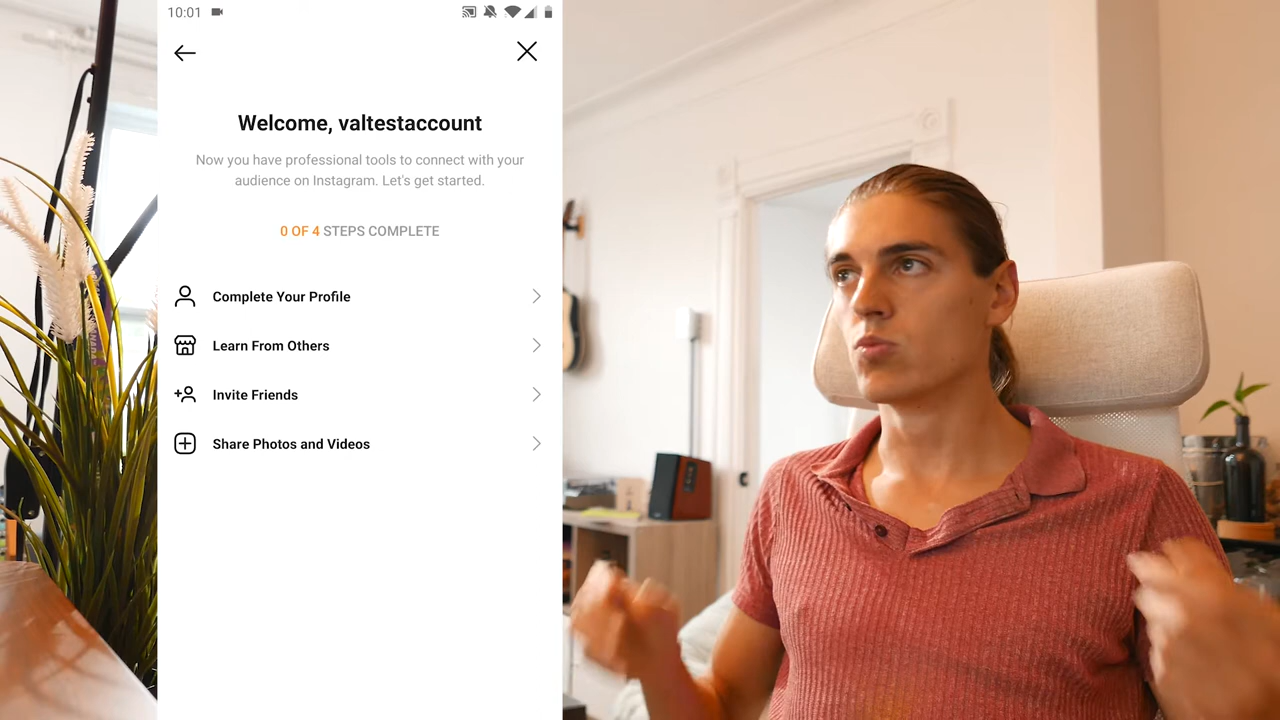 10:01
Welcome, valtestaccount
Now you have professional tools to connect with your
audience on Instagram. Let's get started.
0 OF 4 STEPS COMPLETE
Complete Your Profile
Learn From Others
Invite Friends
Share Photos and Videos